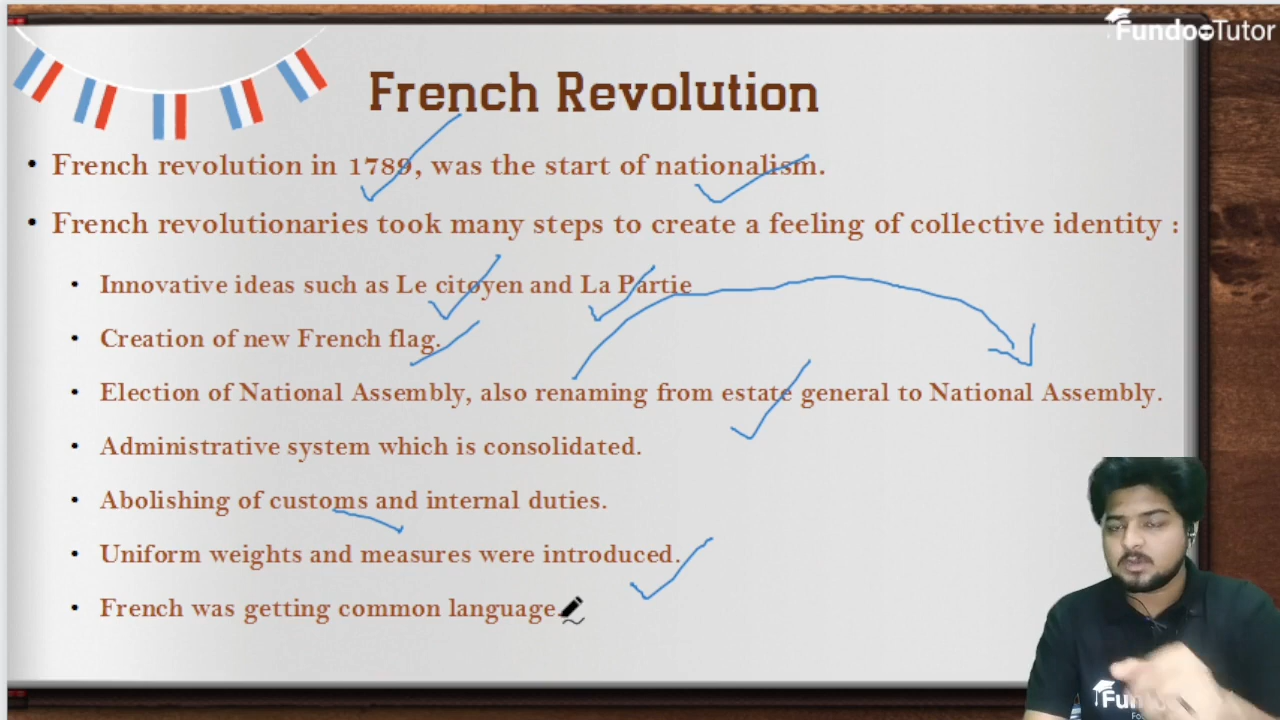 FundooTutor
French Revolution
• French revolution in 1789, was the start of nationalism.
• French revolutionaries took many steps to create a feeling of collective identity :
• Innovative ideas such as Le citoyen and La Partie
• Creation of new French flag.
• Election of National Assembly, also renaming from estate general to National Assembly.
• Administrative system which is consolidated.
• Abolishing of customs and internal duties.
• Uniform weights and measures were introduced.
• French was getting common language.